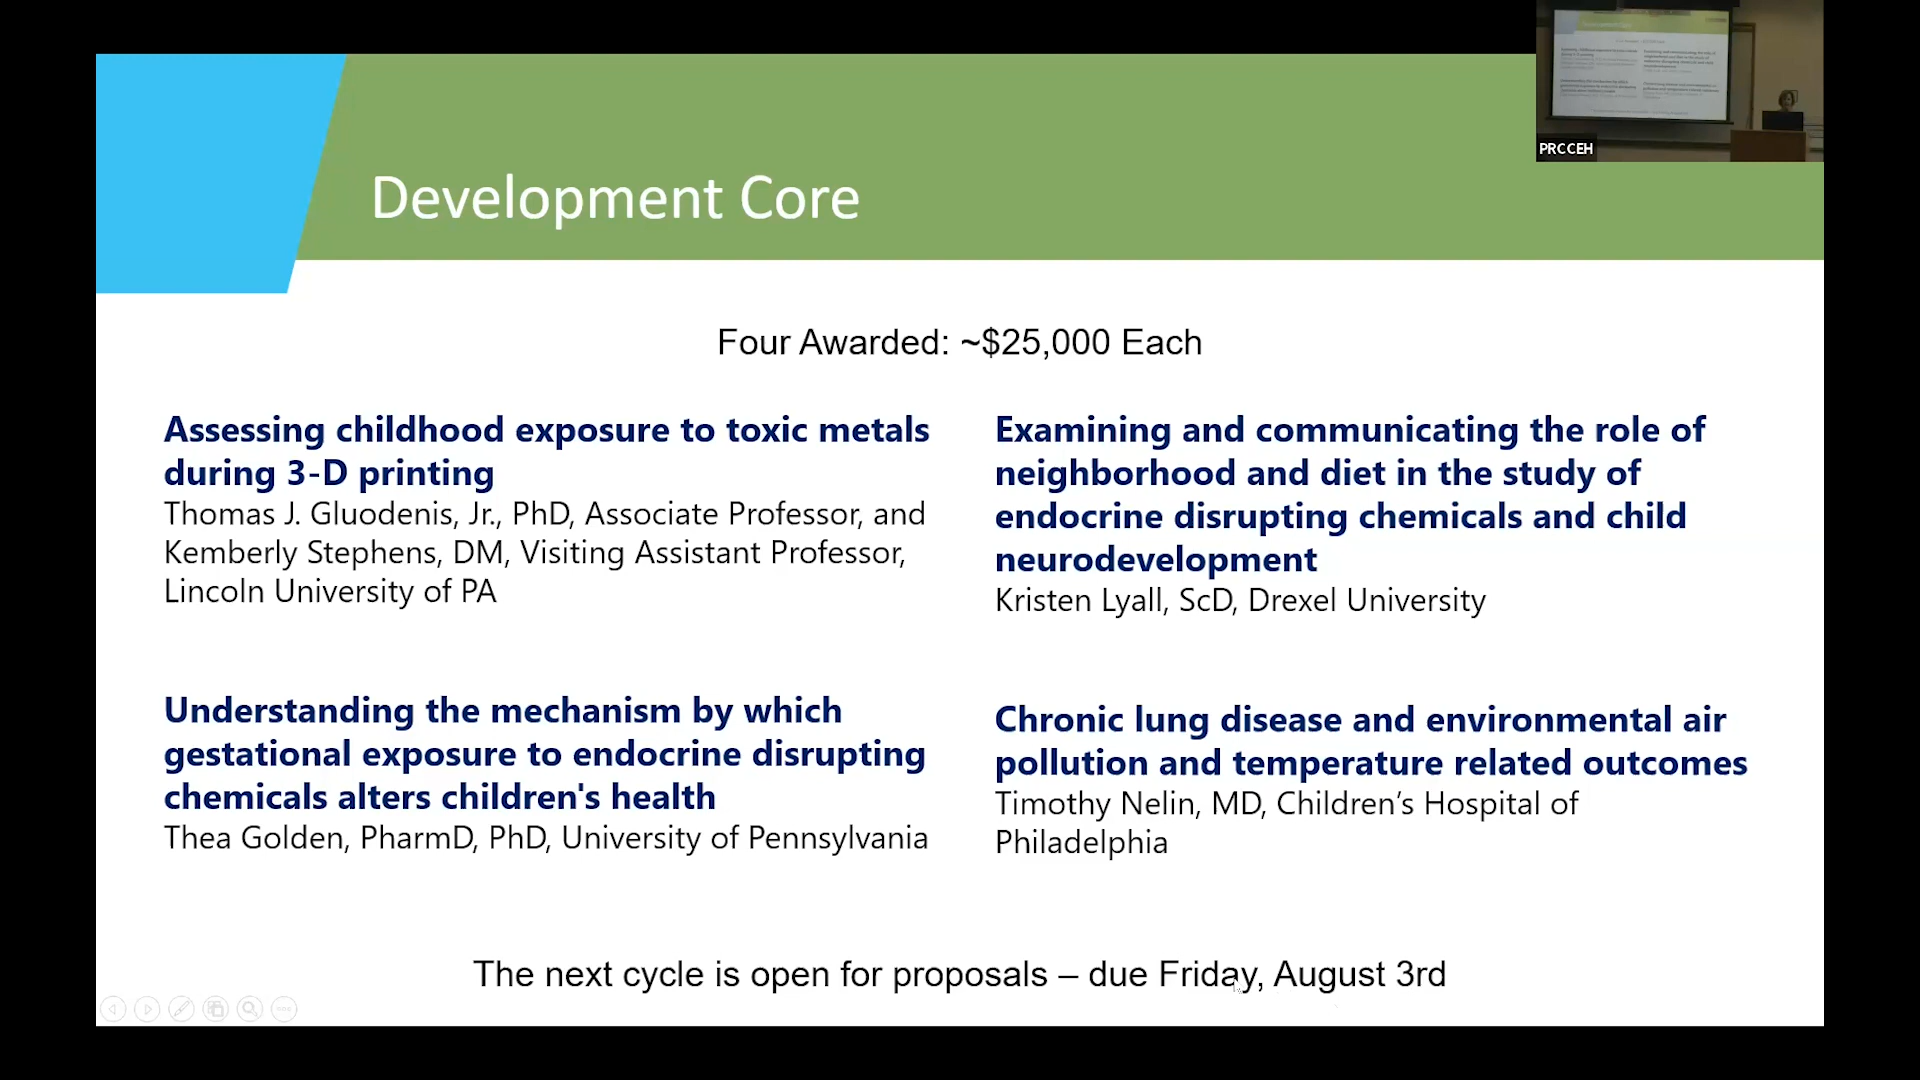 Development Core
PRCCEH
Four Awarded: ~$25,000 Each
Assessing childhood exposure to toxic metals
during 3-D printing
Thomas J. Gluodenis, Jr., PhD, Associate Professor, and
Kemberly Stephens, DM, Visiting Assistant Professor,
Lincoln University of PA
Examining and communicating the role of
neighborhood and diet in the study of
endocrine disrupting chemicals and child
neurodevelopment
Kristen Lyall, ScD, Drexel University
Understanding the mechanism by which
gestational exposure to endocrine disrupting
chemicals alters children's health
Thea Golden, PharmD, PhD, University of Pennsylvania
Chronic lung disease and environmental air
pollution and temperature related outcomes
Timothy Nelin, MD, Children’s Hospital of
Philadelphia
The next cycle is open for proposals – due Friday, August 3rd